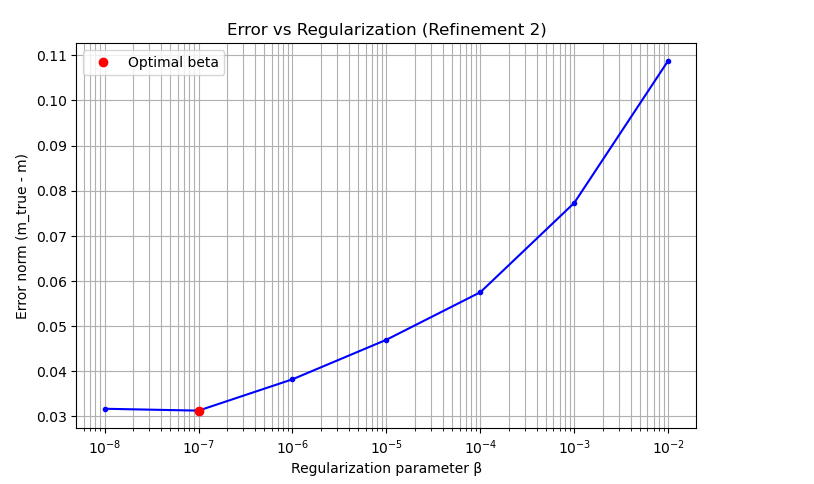 Error vs Regularization (Refinement 2)
Optimal beta
Error norm (m_true - m)
0.11
0.10
0.09
0.08
0.07
0.06
0.05
0.04
0.03
10⁻⁸ 10⁻⁷ 10⁻⁶ 10⁻⁵ 10⁻⁴ 10⁻³ 10⁻²
Regularization parameter β